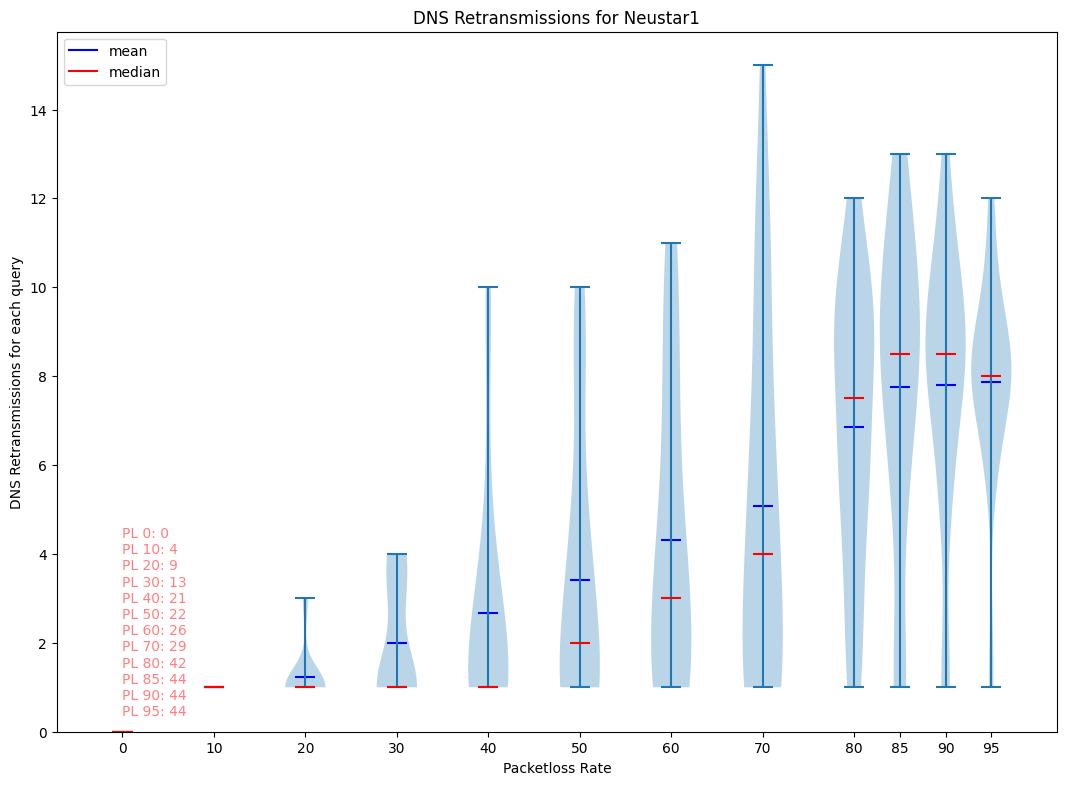 DNS Retransmissions for Neustar1
mean
median
DNS Retransmissions for each query
14
12
10
8
6
4
2
0
PL 0: 0
PL 10: 4
PL 20: 9
PL 30: 13
PL 40: 21
PL 50: 22
PL 60: 26
PL 70: 29
PL 80: 42
PL 85: 44
PL 90: 44
PL 95: 44
0 10 20 30 40 50 60 70 80 85 90 95
Packetloss Rate